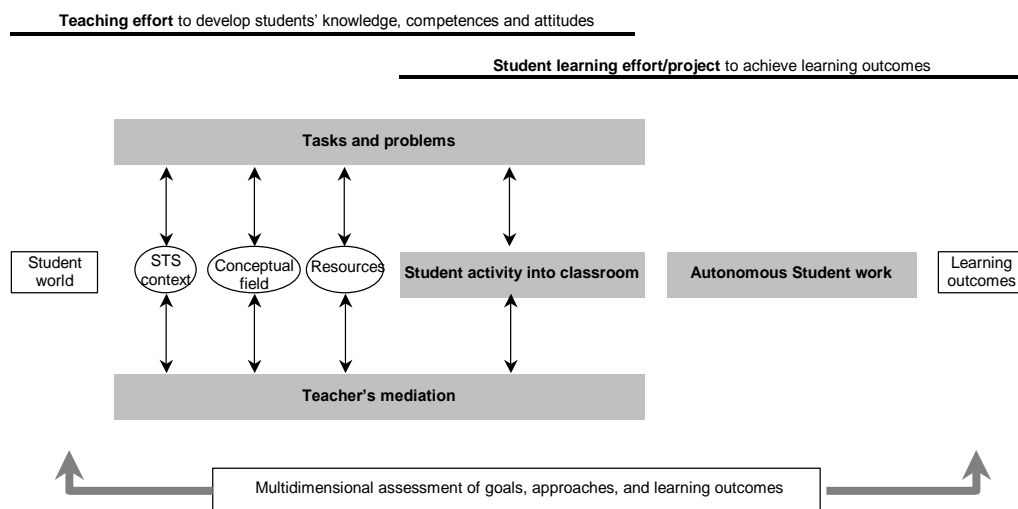 Teaching effort to develop students’ knowledge, competences and attitudes
Student learning effort/project to achieve learning outcomes
Tasks and problems
Student
world
STS
context
Conceptual
field
Resources
Student activity into classroom
Autonomous Student work
Learning
outcomes
Teacher’s mediation
Multidimensional assessment of goals, approaches, and learning outcomes